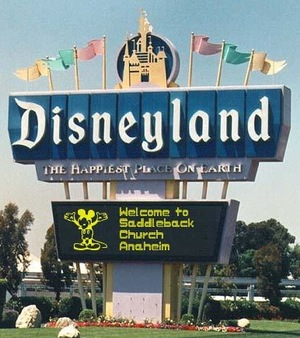 Disneyland
THE HAPPIEST PLACE ON EARTH
Welcome to
Saddleback
Church
Anaheim